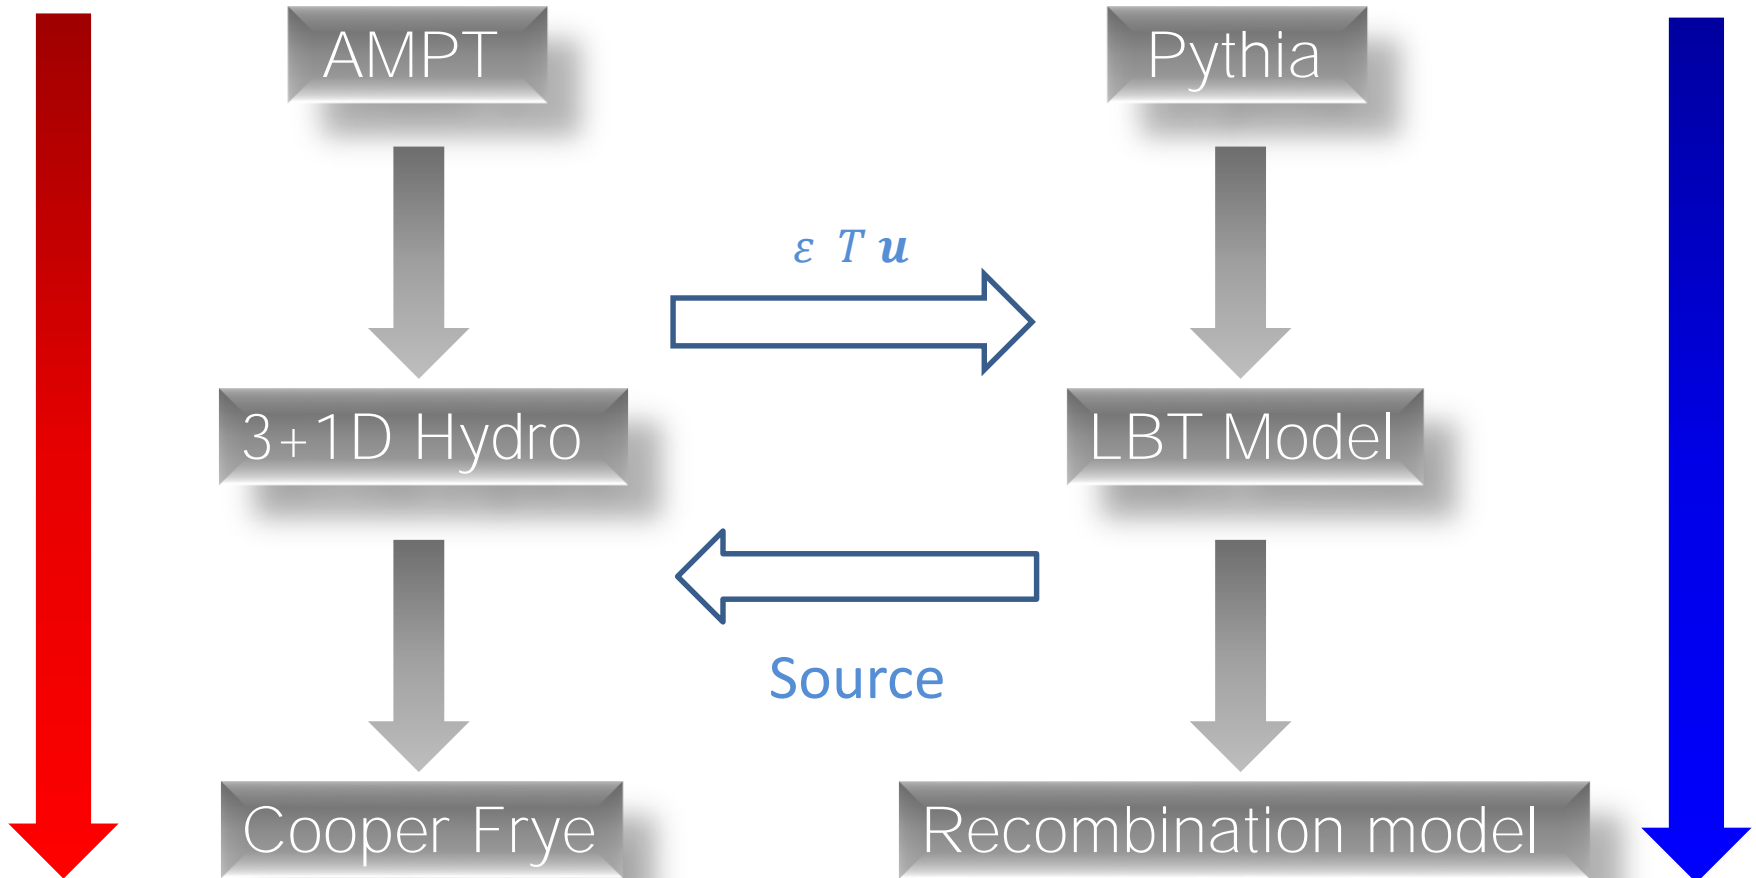 AMPT
Pythia
ε T u
3+1D Hydro
LBT Model
Source
Cooper Frye
Recombination model